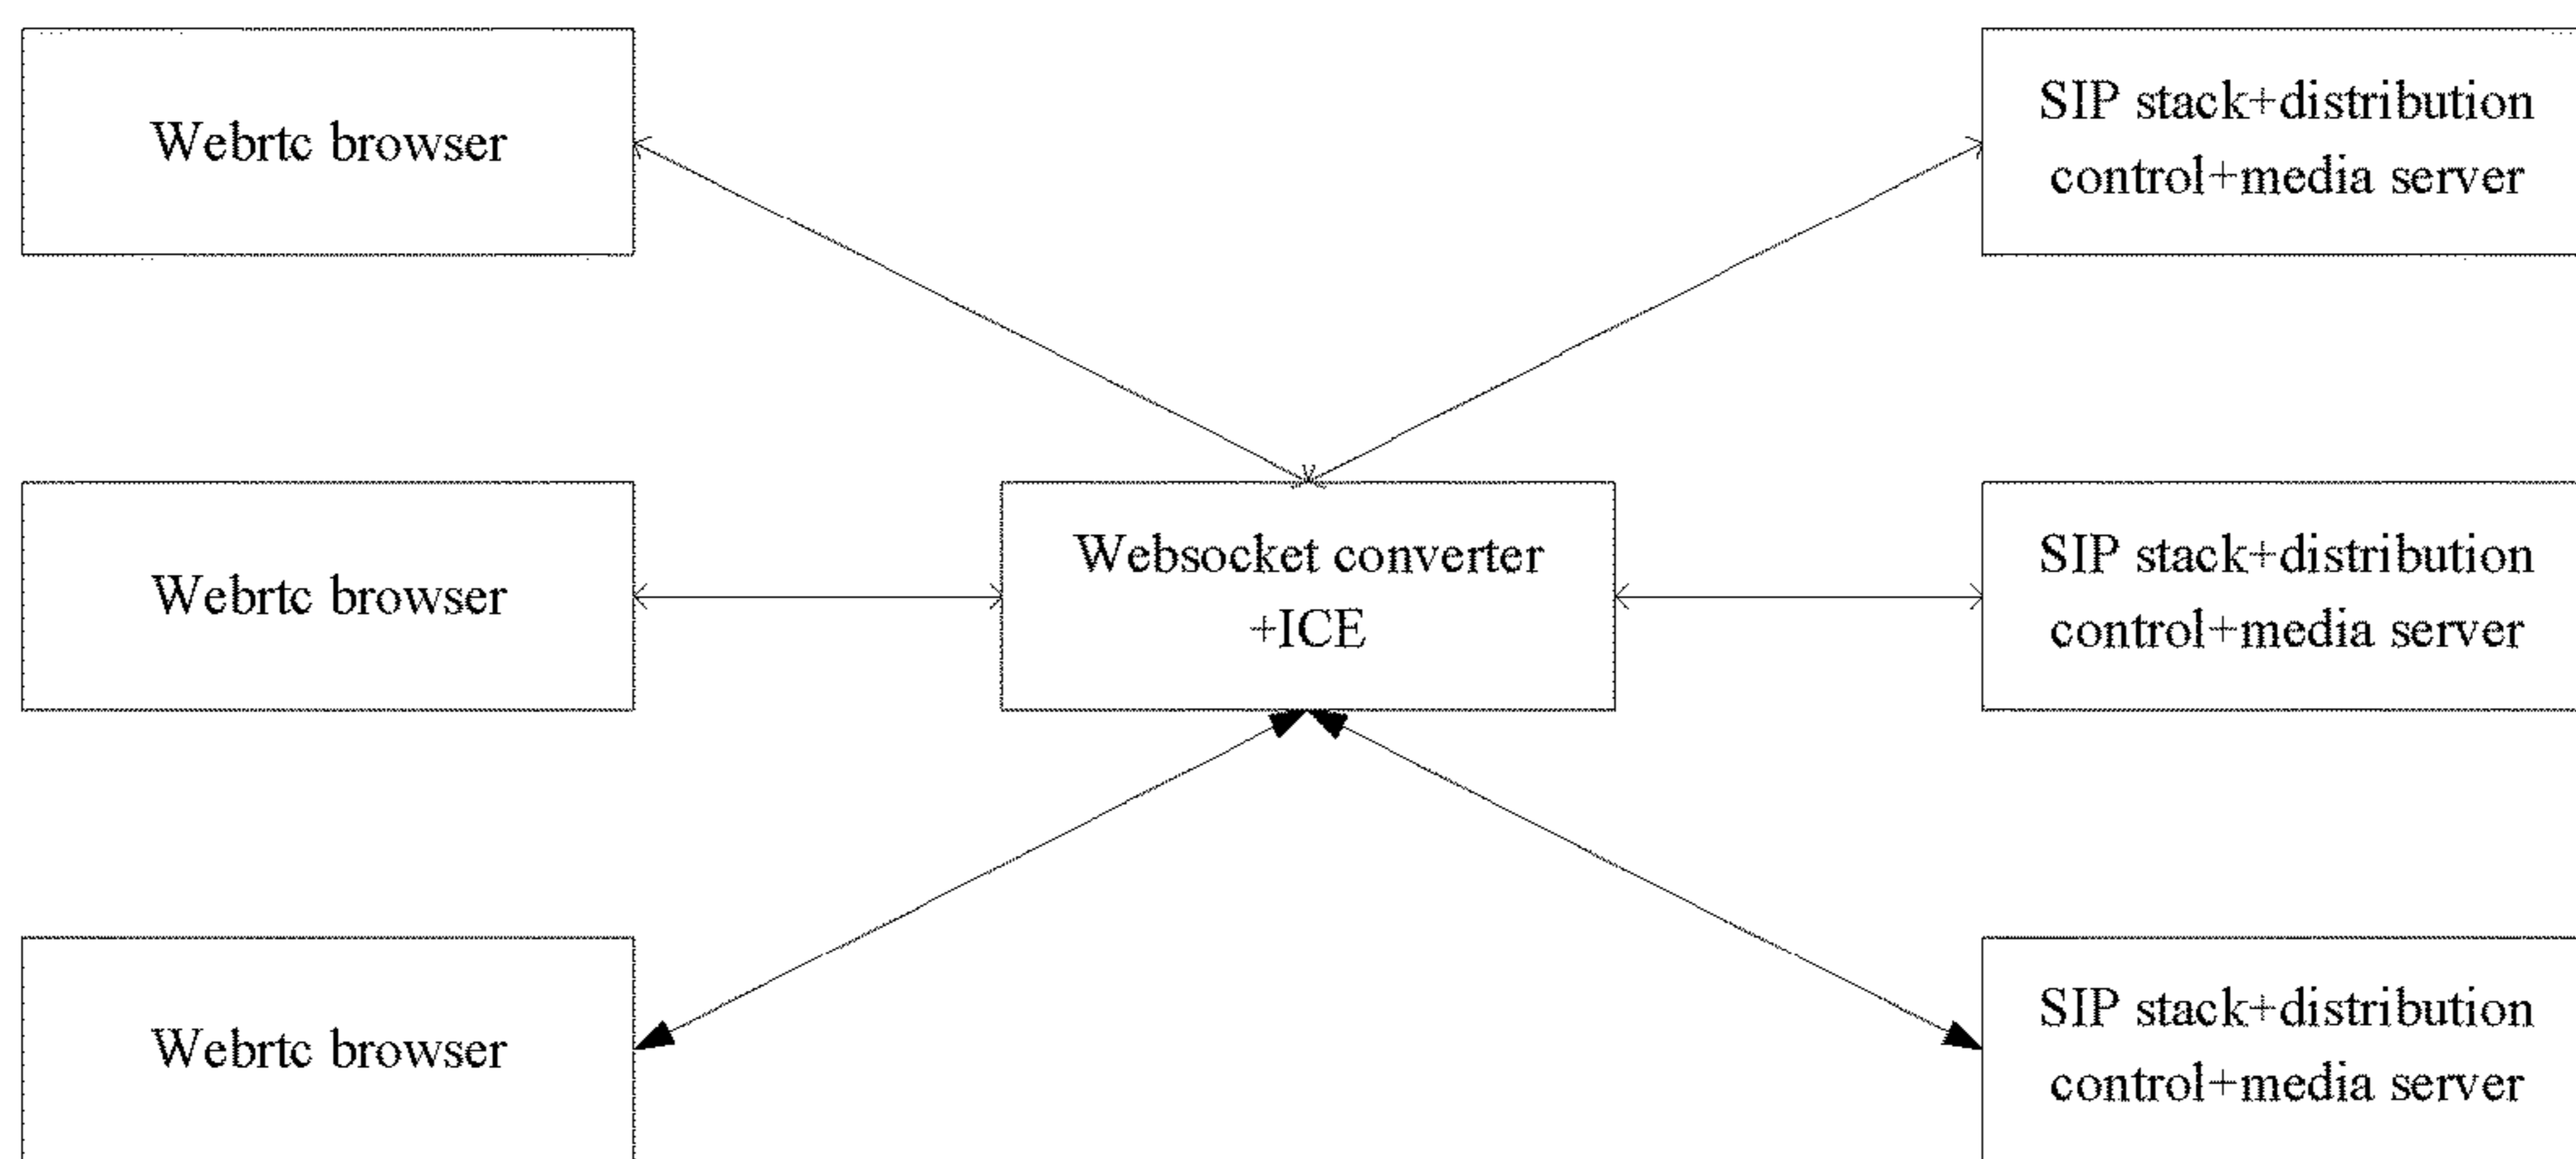 Webrtc browser
SIP stack+distribution
control+media server
Webrtc browser
Websocket converter
+ICE
SIP stack+distribution
control+media server
Webrtc browser
SIP stack+distribution
control+media server